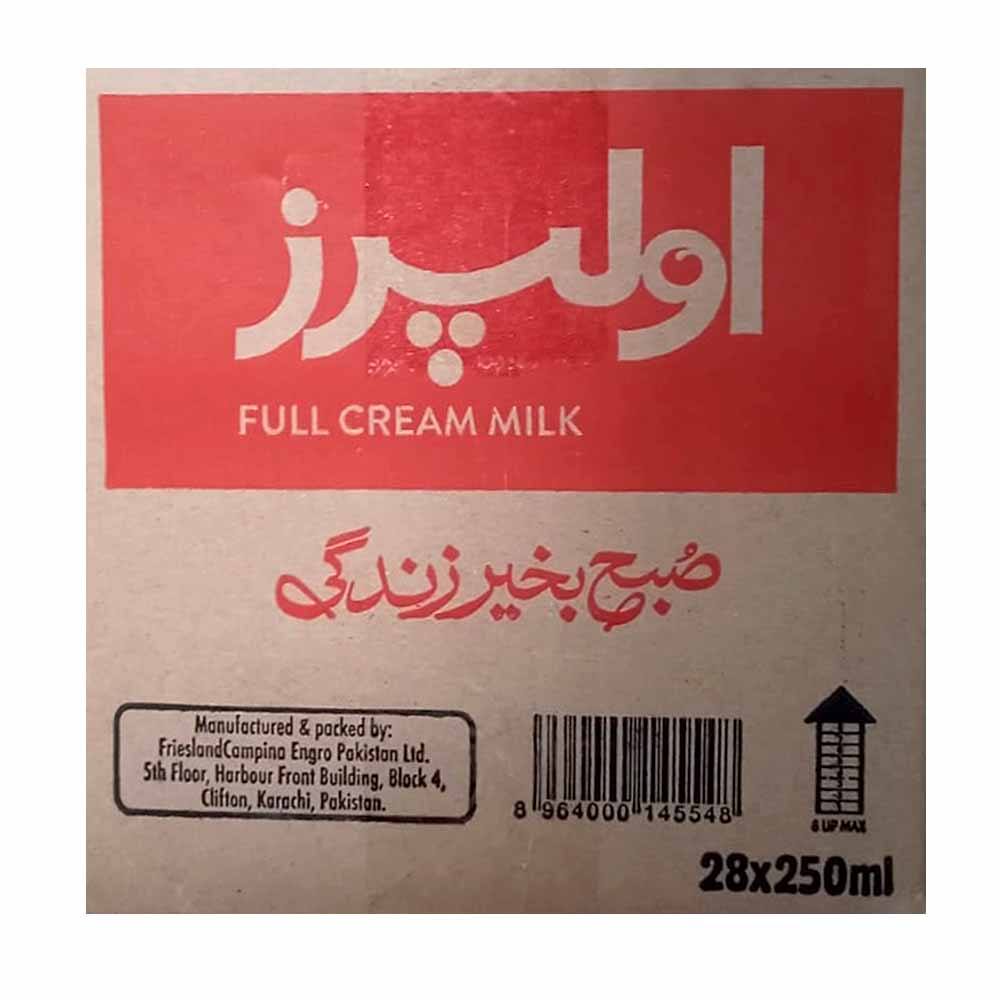 اولپرز
FULL CREAM MILK
صُبح بخیر زندگی
Manufactured & packed by:
FrieslandCampina Engro Pakistan Ltd.
5th Floor, Harbour Front Building, Block 4,
Clifton, Karachi, Pakistan.
8 964000 145548
8 UP MAX
28x250ml